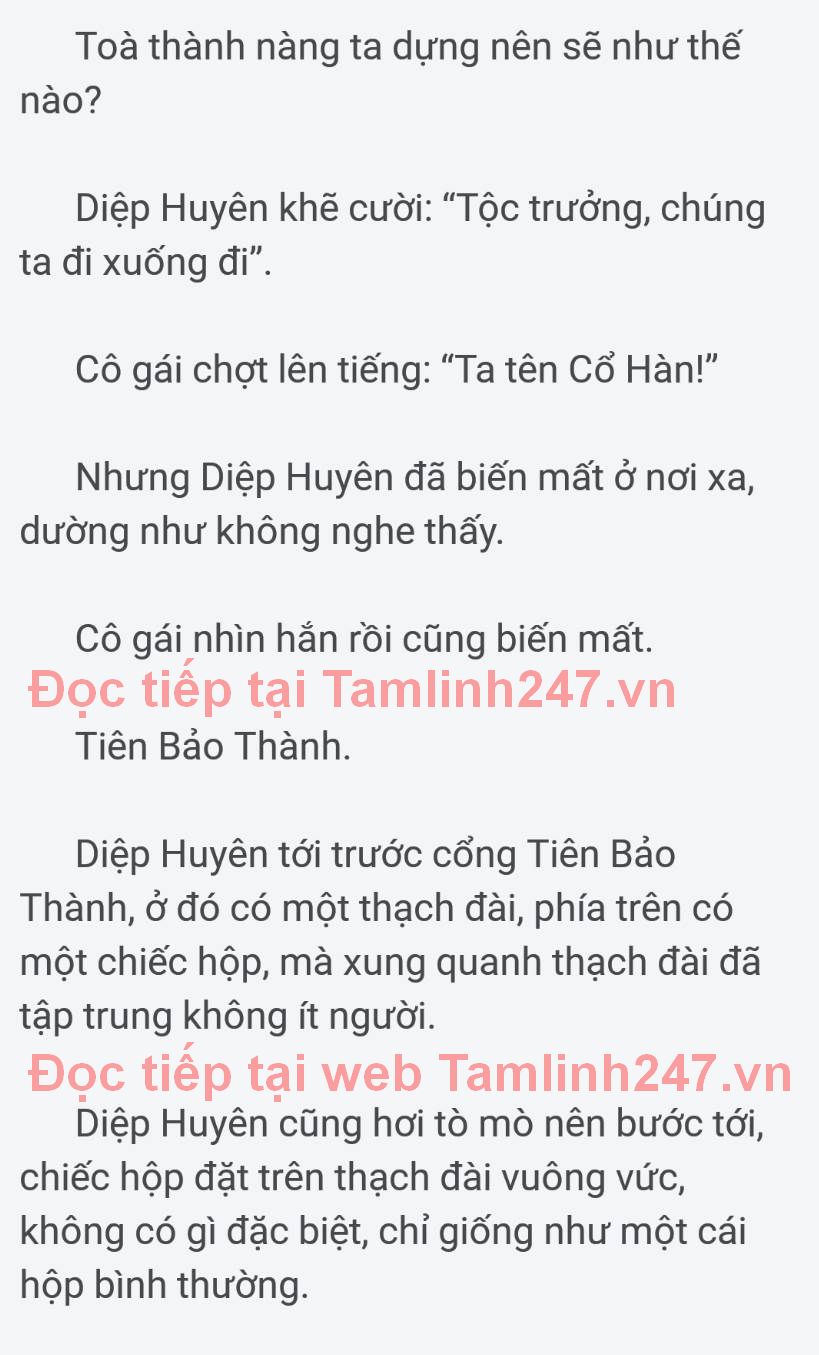 Toà thành nàng ta dựng nên sẽ như thế
nào?
Diệp Huyên khẽ cười: “Tộc trưởng, chúng
ta đi xuống đi”.
Cô gái chợt lên tiếng: “Ta tên Cổ Hàn!”
Nhưng Diệp Huyên đã biến mất ở nơi xa,
dường như không nghe thấy.
Cô gái nhìn hắn rồi cũng biến mất.
Đọc tiếp tại Tamlinh247.vn
Tiên Bảo Thành.
Diệp Huyên tới trước cổng Tiên Bảo
Thành, ở đó có một thạch đài, phía trên có
một chiếc hộp, mà xung quanh thạch đài đã
tập trung không ít người.
Đọc tiếp tại web Tamlinh247.vn
Diệp Huyên cũng hơi tò mò nên bước tới,
chiếc hộp đặt trên thạch đài vuông vức,
không có gì đặc biệt, chỉ giống như một cái
hộp bình thường.